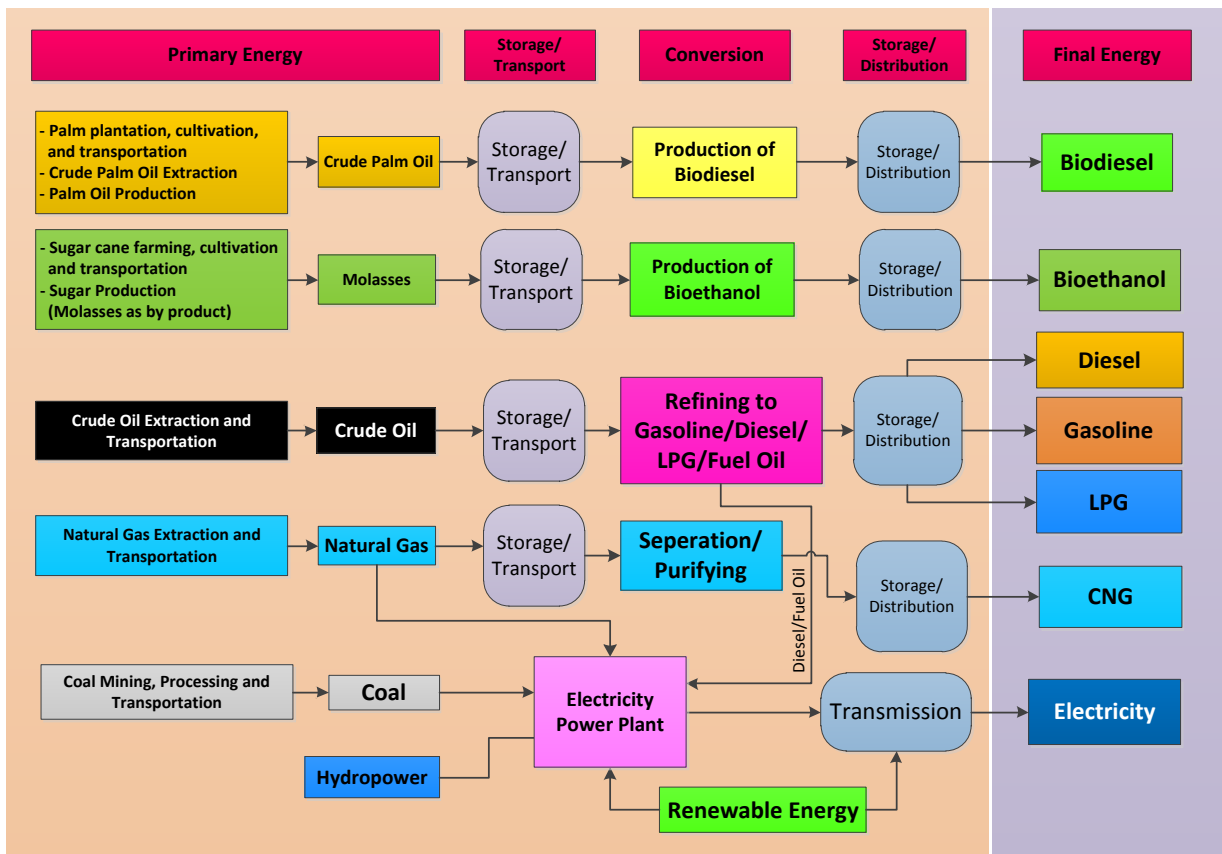 Primary Energy
Storage/
Transport
Conversion
Storage/
Distribution
Final Energy
- Palm plantation, cultivation,
and transportation
- Crude Palm Oil Extraction
- Palm Oil Production
Crude Palm Oil
Storage/
Transport
Production of
Biodiesel
Storage/
Distribution
Biodiesel
- Sugar cane farming, cultivation
and transportation
- Sugar Production
(Molasses as by product)
Molasses
Storage/
Transport
Production of
Bioethanol
Storage/
Distribution
Bioethanol
Crude Oil Extraction and
Transportation
Crude Oil
Storage/
Transport
Refining to
Gasoline/Diesel/
LPG/Fuel Oil
Storage/
Distribution
Diesel
Gasoline
LPG
Natural Gas Extraction and
Transportation
Natural Gas
Storage/
Transport
Seperation/
Purifying
Diesel/Fuel Oil
Storage/
Distribution
CNG
Coal Mining, Processing and
Transportation
Coal
Electricity
Power Plant
Transmission
Electricity
Hydropower
Renewable Energy